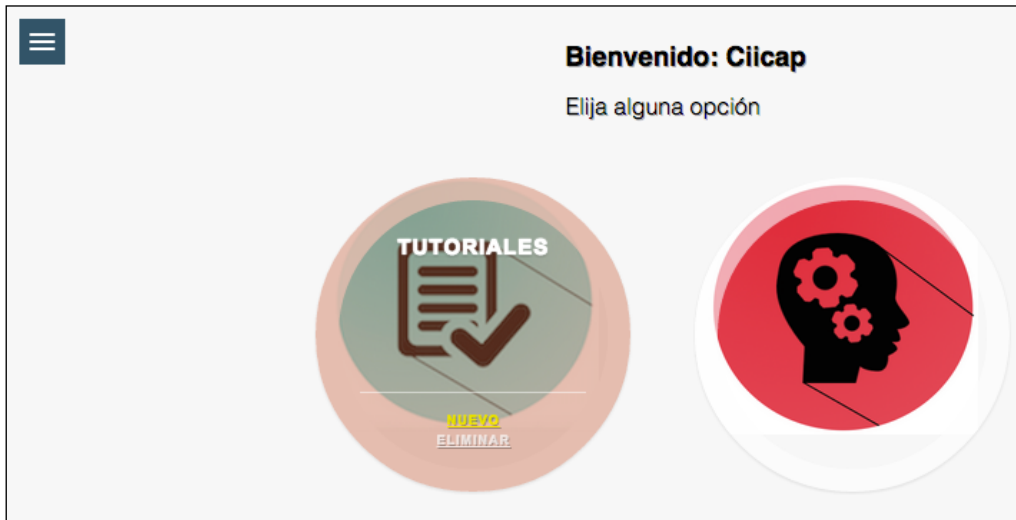 Bienvenido: Ciicap
Elija alguna opción
TUTORIALES
NUEVO
ELIMINAR